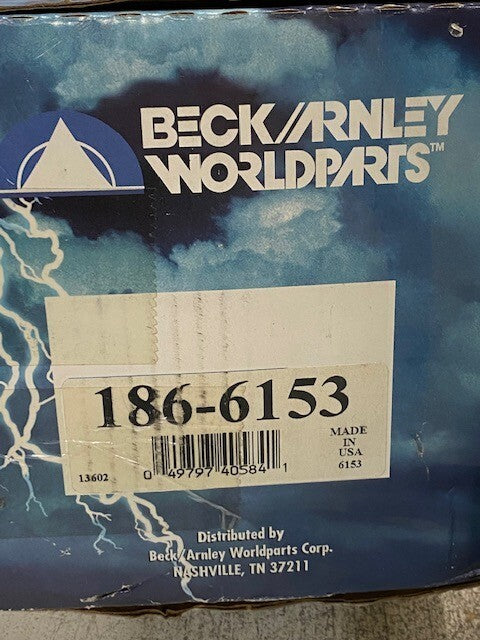 BECK/ARNLEY
WORLDPARTS™
186-6153
MADE
IN
USA
6153
13602
0 49797 40584 1
Distributed by
Beck/Arnley Worldparts Corp.
NASHVILLE, TN 37211